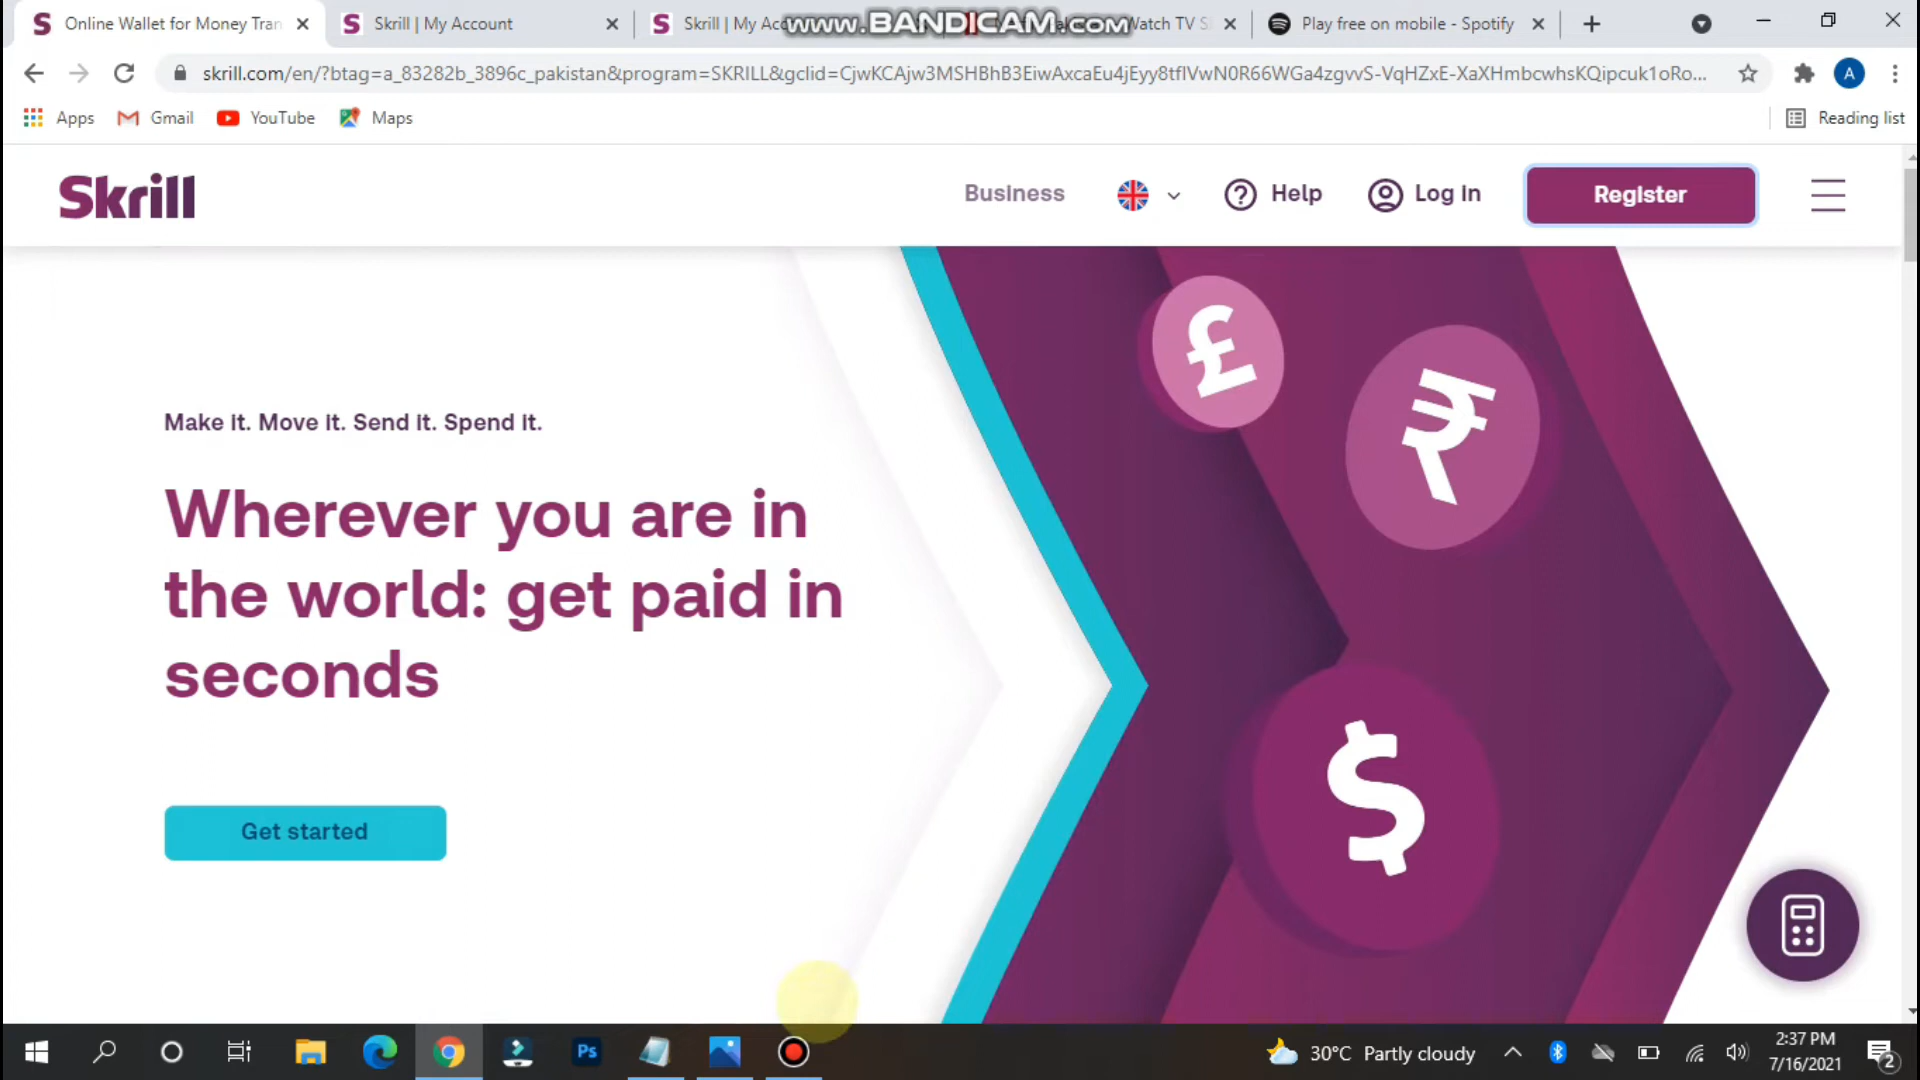 Online Wallet for Money Tran
Skrill | My Account
Skrill | My Acc
www.BANDICAM.com
Watch TV S
Play free on mobile - Spotify
skrill.com/en/?btag=a_83282b_3896c_pakistan&program=SKRILL&gclid=CjwKCAjw3MSHBhB3EiwAxcaEu4jEyy8tflVwN0R66WGa4zgvvS-VqHZxE-XaXHmbcwhsKQipcuk1oRo...
A
Apps
Gmail
YouTube
Maps
Reading list
Skrill
Business
Help
Log in
Register
£
₹
Make it. Move it. Send it. Spend it.
Wherever you are in
the world: get paid in
seconds
$
Get started
Ps
30°C Partly cloudy
2:37 PM
7/16/2021
2